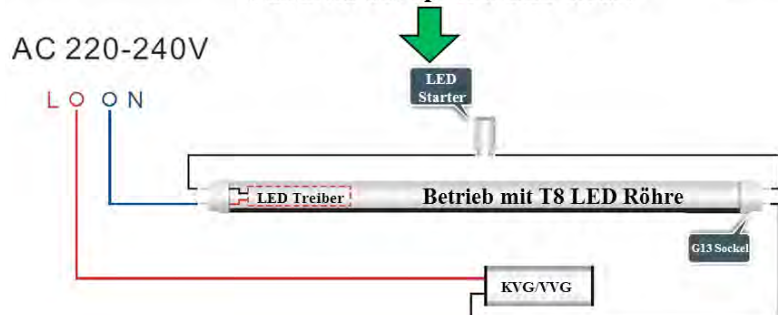 AC 220-240V
L N
LED
Starter
LED Treiber
Betrieb mit T8 LED Röhre
G13 Sockel
KVG/VVG